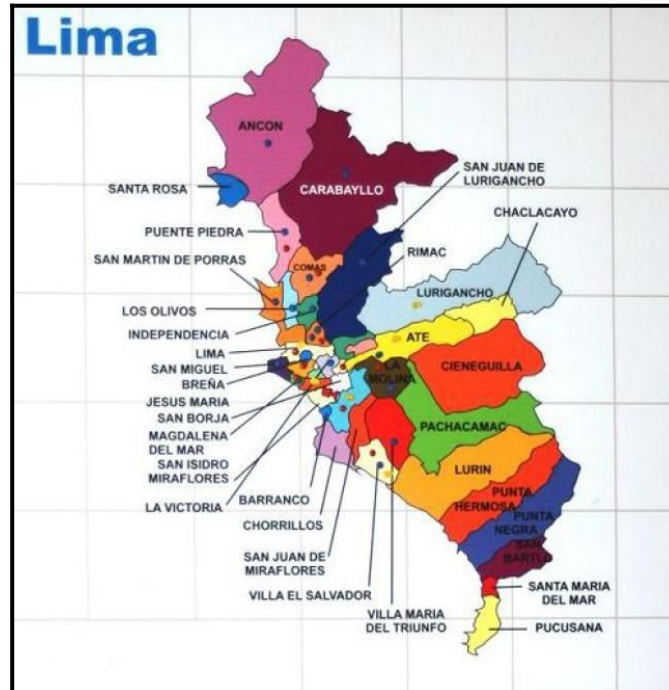 Lima
ANCON
CARABAYLLO
SANTA ROSA
SAN JUAN DE
LURIGANCHO
CHACLACAYO
PUENTE PIEDRA
RIMAC
SAN MARTIN DE PORRAS
COMAS
LURIGANCHO
LOS OLIVOS
INDEPENDENCIA
ATE
LIMA
SAN MIGUEL
BREÑA
LA
MOLINA
CIENEGUILLA
JESUS MARIA
SAN BORJA
PACHACAMAC
MAGDALENA
DEL MAR
SAN ISIDRO
MIRAFLORES
LURIN
LA VICTORIA
BARRANCO
PUNTA
HERMOSA
CHORRILLOS
PUNTA
NEGRA
SAN JUAN DE
MIRAFLORES
SAN
BARTLO
VILLA EL SALVADOR
VILLA MARIA
DEL TRIUNFO
SANTA MARIA
DEL MAR
PUCUSANA